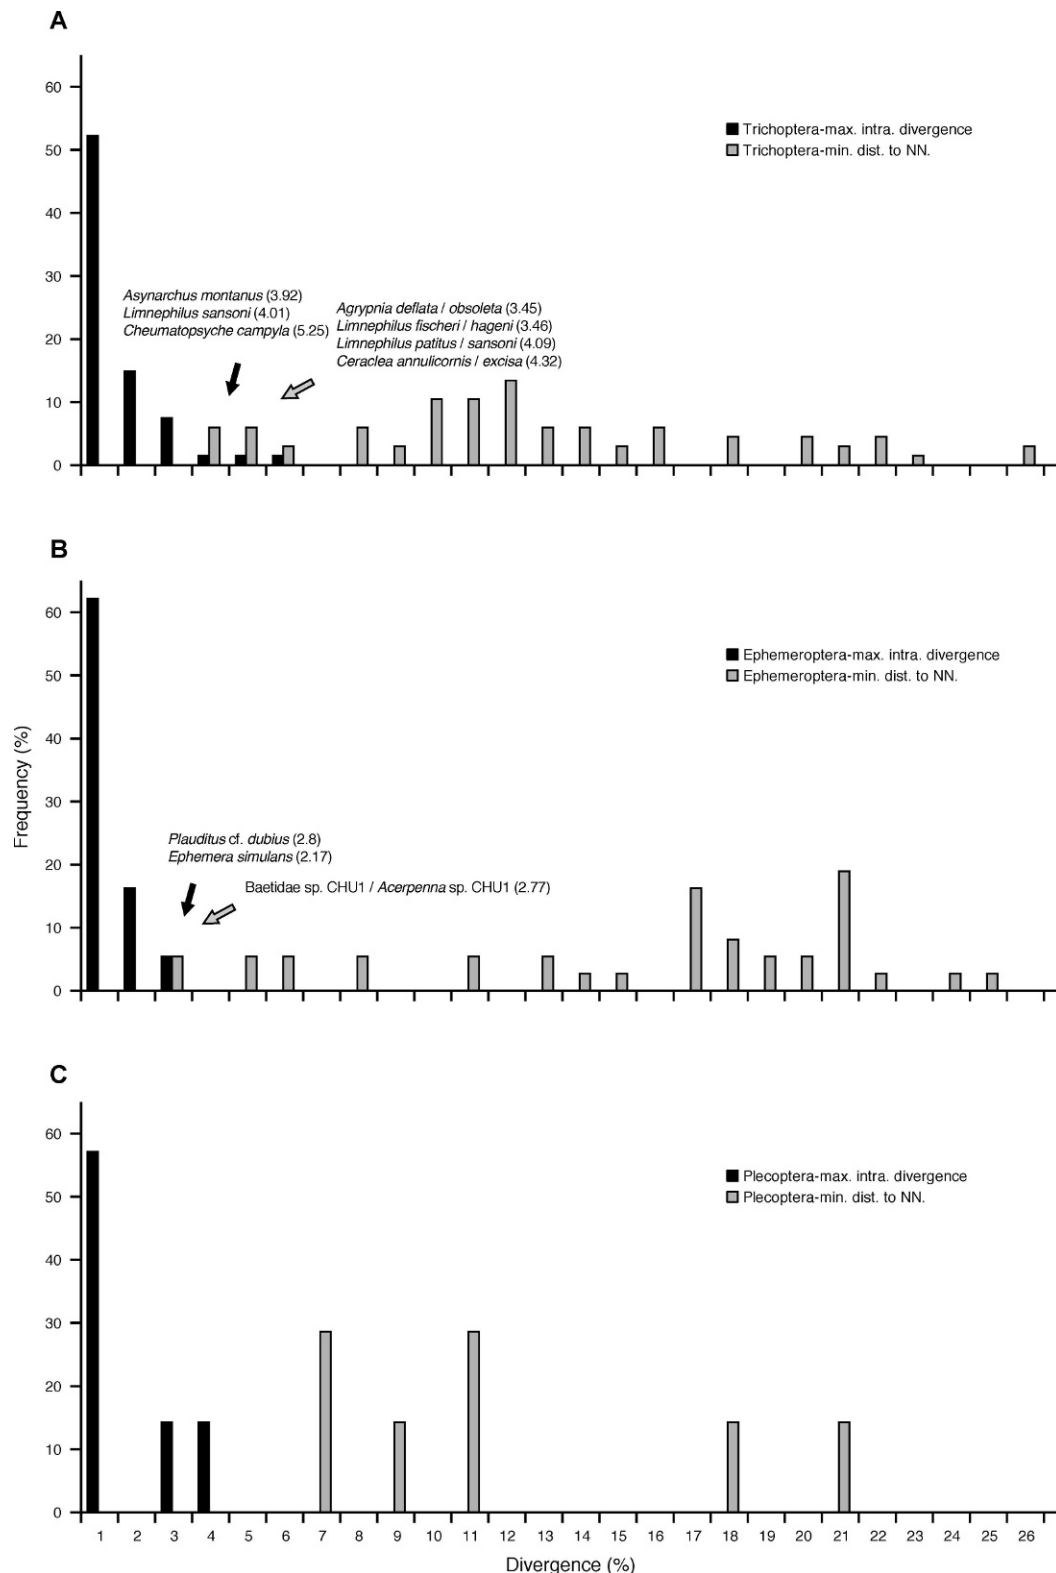 A
60
50
40
30
20
10
0
Trichoptera-max. intra. divergence
Trichoptera-min. dist. to NN.
Asynarchus montanus (3.92)
Limnephilus sansoni (4.01)
Cheumatopsyche campyla (5.25)
Agrypnia deflata / obsoleta (3.45)
Limnephilus fischeri / hageni (3.46)
Limnephilus patitus / sansoni (4.09)
Ceraclea annulicornis / excisa (4.32)
B
60
50
40
30
20
10
0
Frequency (%)
Ephemeroptera-max. intra. divergence
Ephemeroptera-min. dist. to NN.
Plauditus cf. dubius (2.8)
Ephemera simulans (2.17)
Baetidae sp. CHU1 / Acerpenna sp. CHU1 (2.77)
C
60
50
40
30
20
10
0
Plecoptera-max. intra. divergence
Plecoptera-min. dist. to NN.
1 2 3 4 5 6 7 8 9 10 11 12 13 14 15 16 17 18 19 20 21 22 23 24 25 26
Divergence (%)